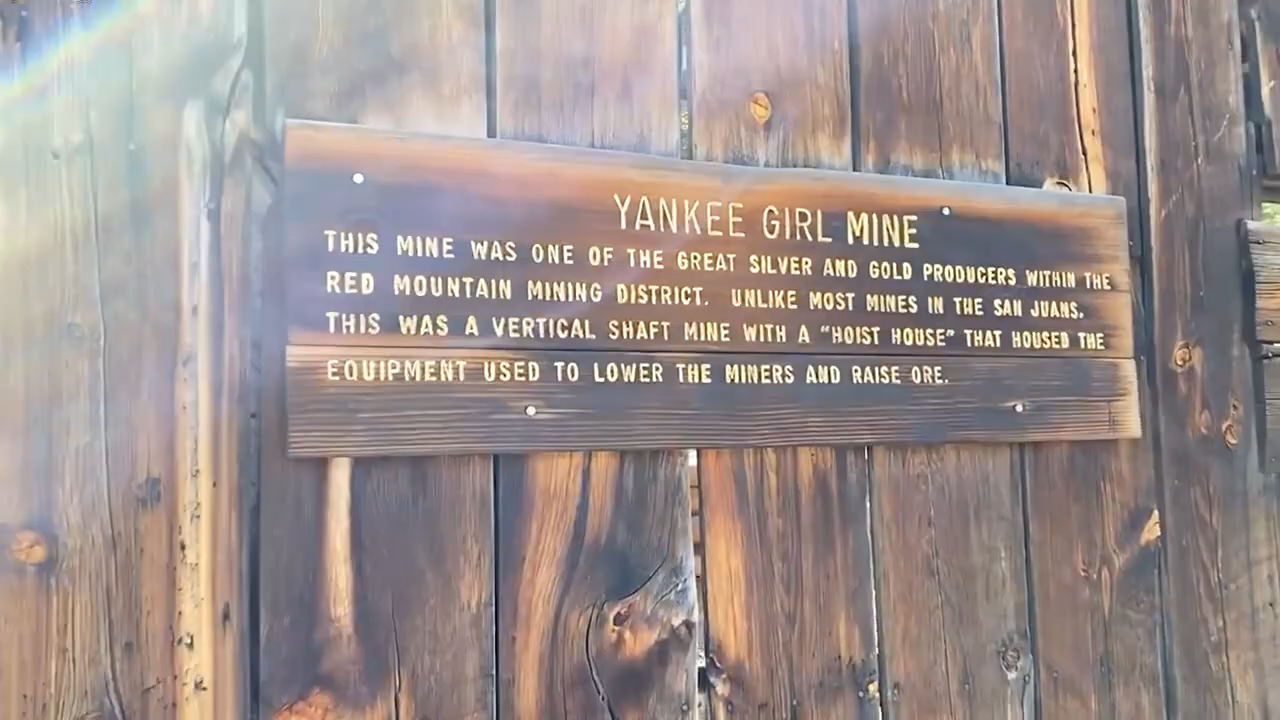 YANKEE GIRL MINE
THIS MINE WAS ONE OF THE GREAT SILVER AND GOLD PRODUCERS WITHIN THE
RED MOUNTAIN MINING DISTRICT. UNLIKE MOST MINES IN THE SAN JUANS.
THIS WAS A VERTICAL SHAFT MINE WITH A "HOIST HOUSE" THAT HOUSED THE
EQUIPMENT USED TO LOWER THE MINERS AND RAISE ORE.